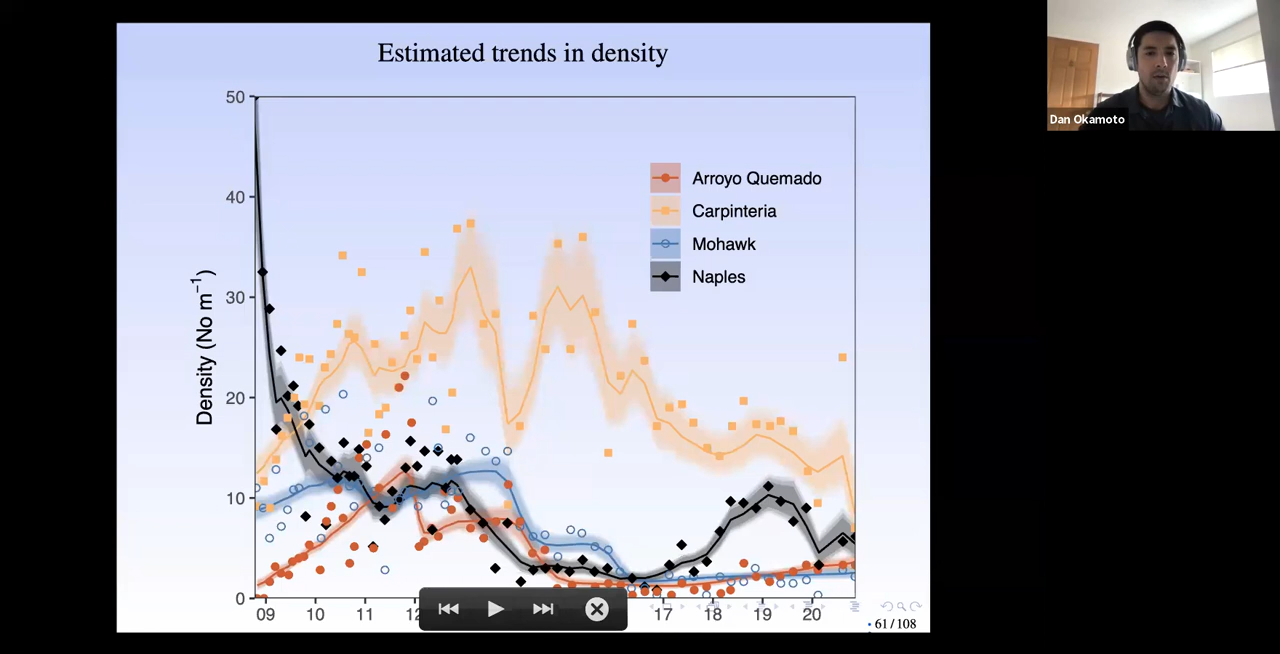 Estimated trends in density
Dan Okamoto
50
40
30
20
10
0
Density (No m⁻¹)
Arroyo Quemado
Carpinteria
Mohawk
Naples
09 10 11 17 18 19 20
61 / 108